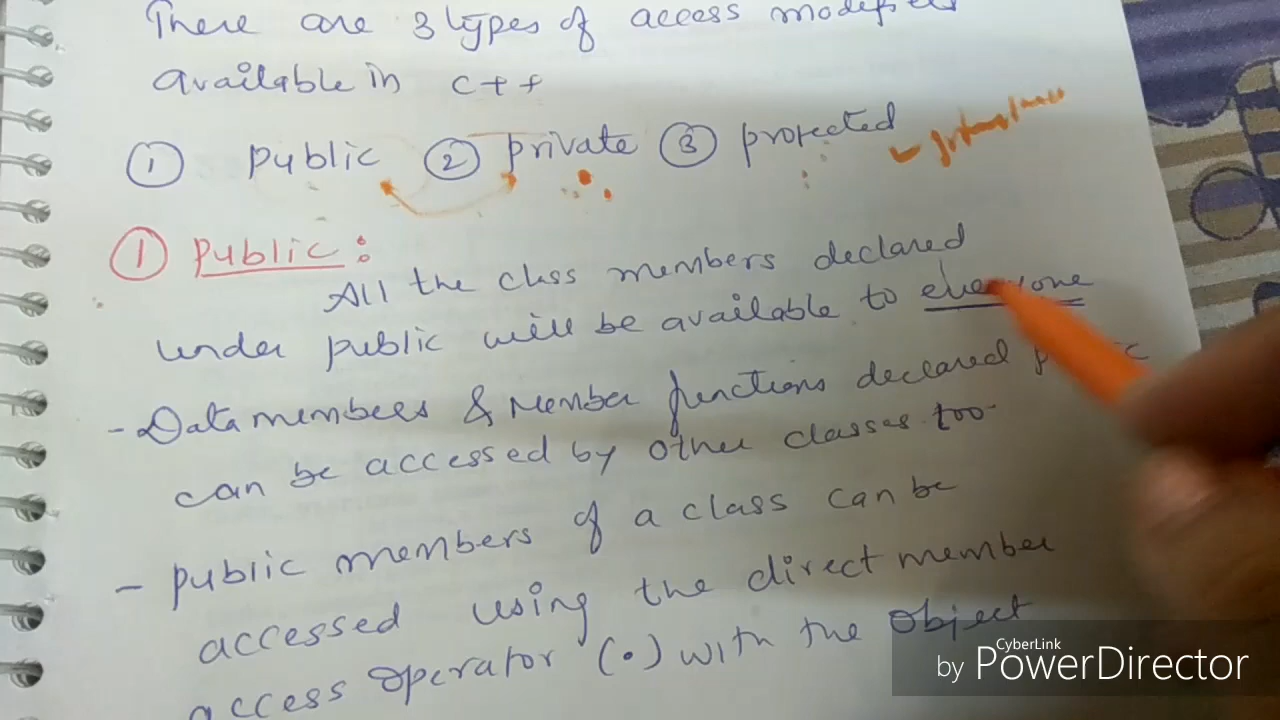 There are 3 types of access modifiers
available in c++
① public ② private ③ protected
① Public:
All the class members declared
under public will be available to everyone
- Data members & Member functions declared
can be accessed by other classes too
- public members of a class can be
accessed using the direct member
access operator (.) with the object
CyberLink
by PowerDirector